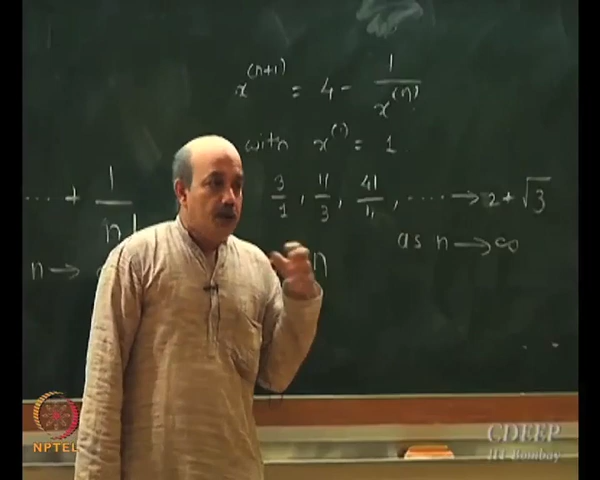 x^(n+1) = 4 - 1/x^(n)
with x^(1) = 1
3/1, 11/3, 41/11, ..... → 2 + √3
... + 1/n!
as n → ∞
n →
n
NPTEL
CDEEP
IIT-Bombay